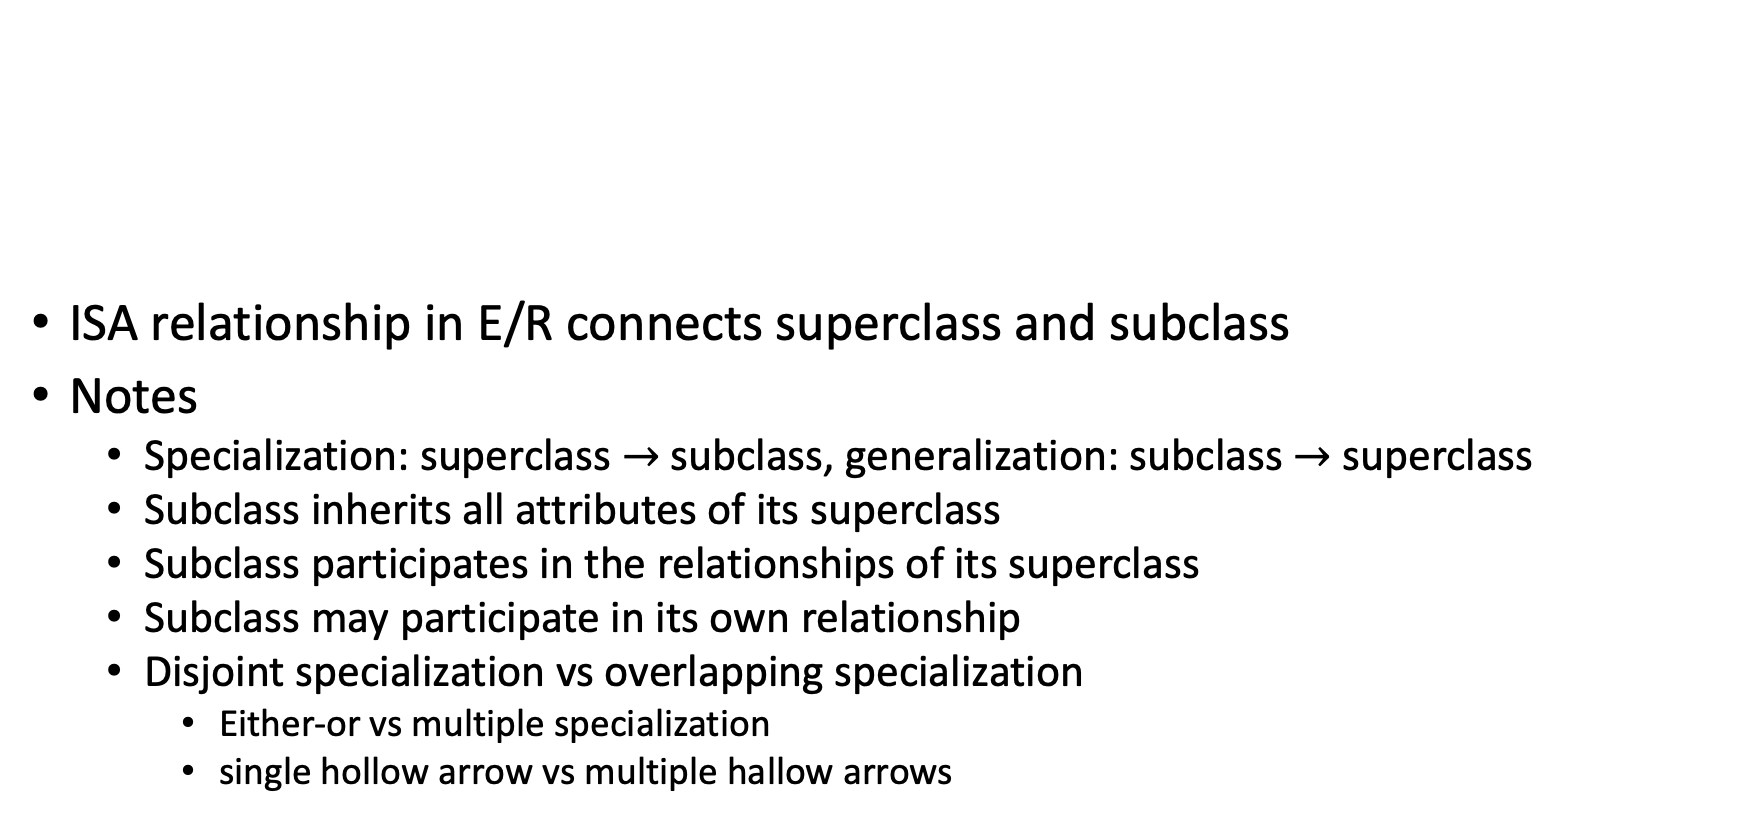 • ISA relationship in E/R connects superclass and subclass
• Notes
• Specialization: superclass → subclass, generalization: subclass → superclass
• Subclass inherits all attributes of its superclass
• Subclass participates in the relationships of its superclass
• Subclass may participate in its own relationship
• Disjoint specialization vs overlapping specialization
• Either-or vs multiple specialization
• single hollow arrow vs multiple hallow arrows